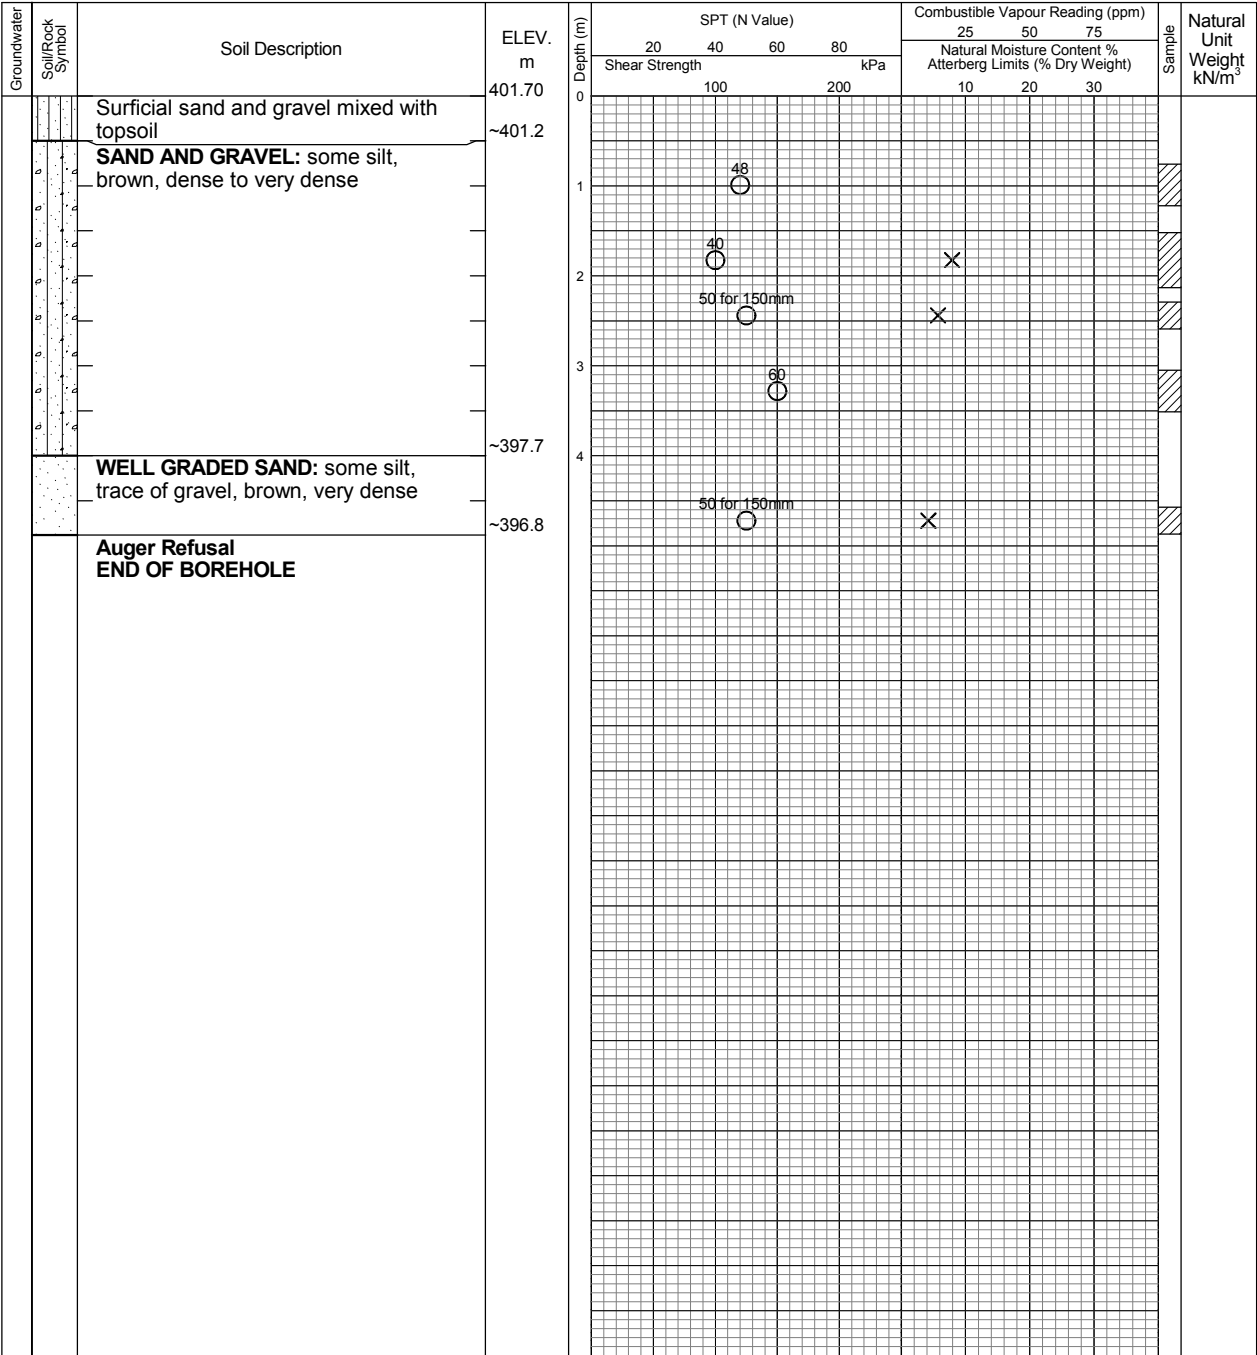 Groundwater
Soil/Rock
Symbol
Soil Description
ELEV.
m
401.70
Depth (m)
SPT (N Value)
20 40 60 80
Shear Strength kPa
100 200
Combustible Vapour Reading (ppm)
25 50 75
Natural Moisture Content %
Atterberg Limits (% Dry Weight)
10 20 30
Sample
Natural
Unit
Weight
kN/m³
0
Surficial sand and gravel mixed with
topsoil
~401.2
SAND AND GRAVEL: some silt,
brown, dense to very dense
48
1
40
2
50 for 150mm
3
60
~397.7
4
WELL GRADED SAND: some silt,
trace of gravel, brown, very dense
50 for 150mm
~396.8
Auger Refusal
END OF BOREHOLE